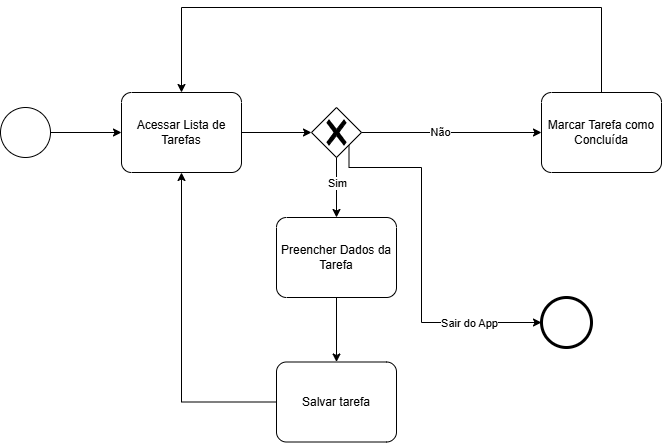 Acessar Lista de
Tarefas
Não
Marcar Tarefa como
Concluída
Sim
Preencher Dados da
Tarefa
Sair do App
Salvar tarefa